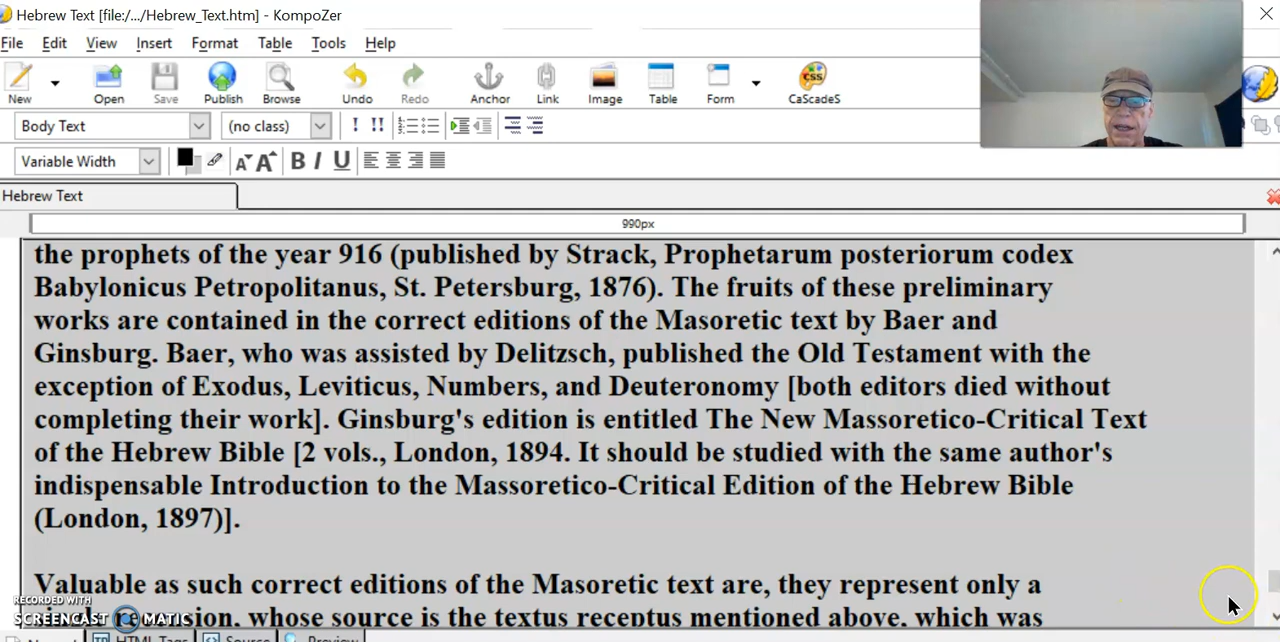 Hebrew Text [file:/.../Hebrew_Text.htm] - KompoZer
File Edit View Insert Format Table Tools Help
New Open Save Publish Browse Undo Redo Anchor Link Image Table Form CaScadeS
Body Text (no class) ! !!
Variable Width A A B I U
Hebrew Text
990px
the prophets of the year 916 (published by Strack, Prophetarum posteriorum codex
Babylonicus Petropolitanus, St. Petersburg, 1876). The fruits of these preliminary
works are contained in the correct editions of the Masoretic text by Baer and
Ginsburg. Baer, who was assisted by Delitzsch, published the Old Testament with the
exception of Exodus, Leviticus, Numbers, and Deuteronomy [both editors died without
completing their work]. Ginsburg's edition is entitled The New Massoretico-Critical Text
of the Hebrew Bible [2 vols., London, 1894. It should be studied with the same author's
indispensable Introduction to the Massoretico-Critical Edition of the Hebrew Bible
(London, 1897)].
Valuable as such correct editions of the Masoretic text are, they represent only a
recension, whose source is the textus receptus mentioned above, which was
RECORDED WITH
SCREENCAST MATIC
HTML Tags Source Preview